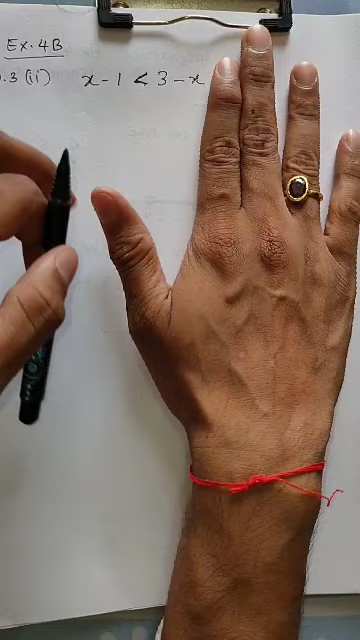 Ex. 4B
.3 (ii) x - 1 < 3 - x